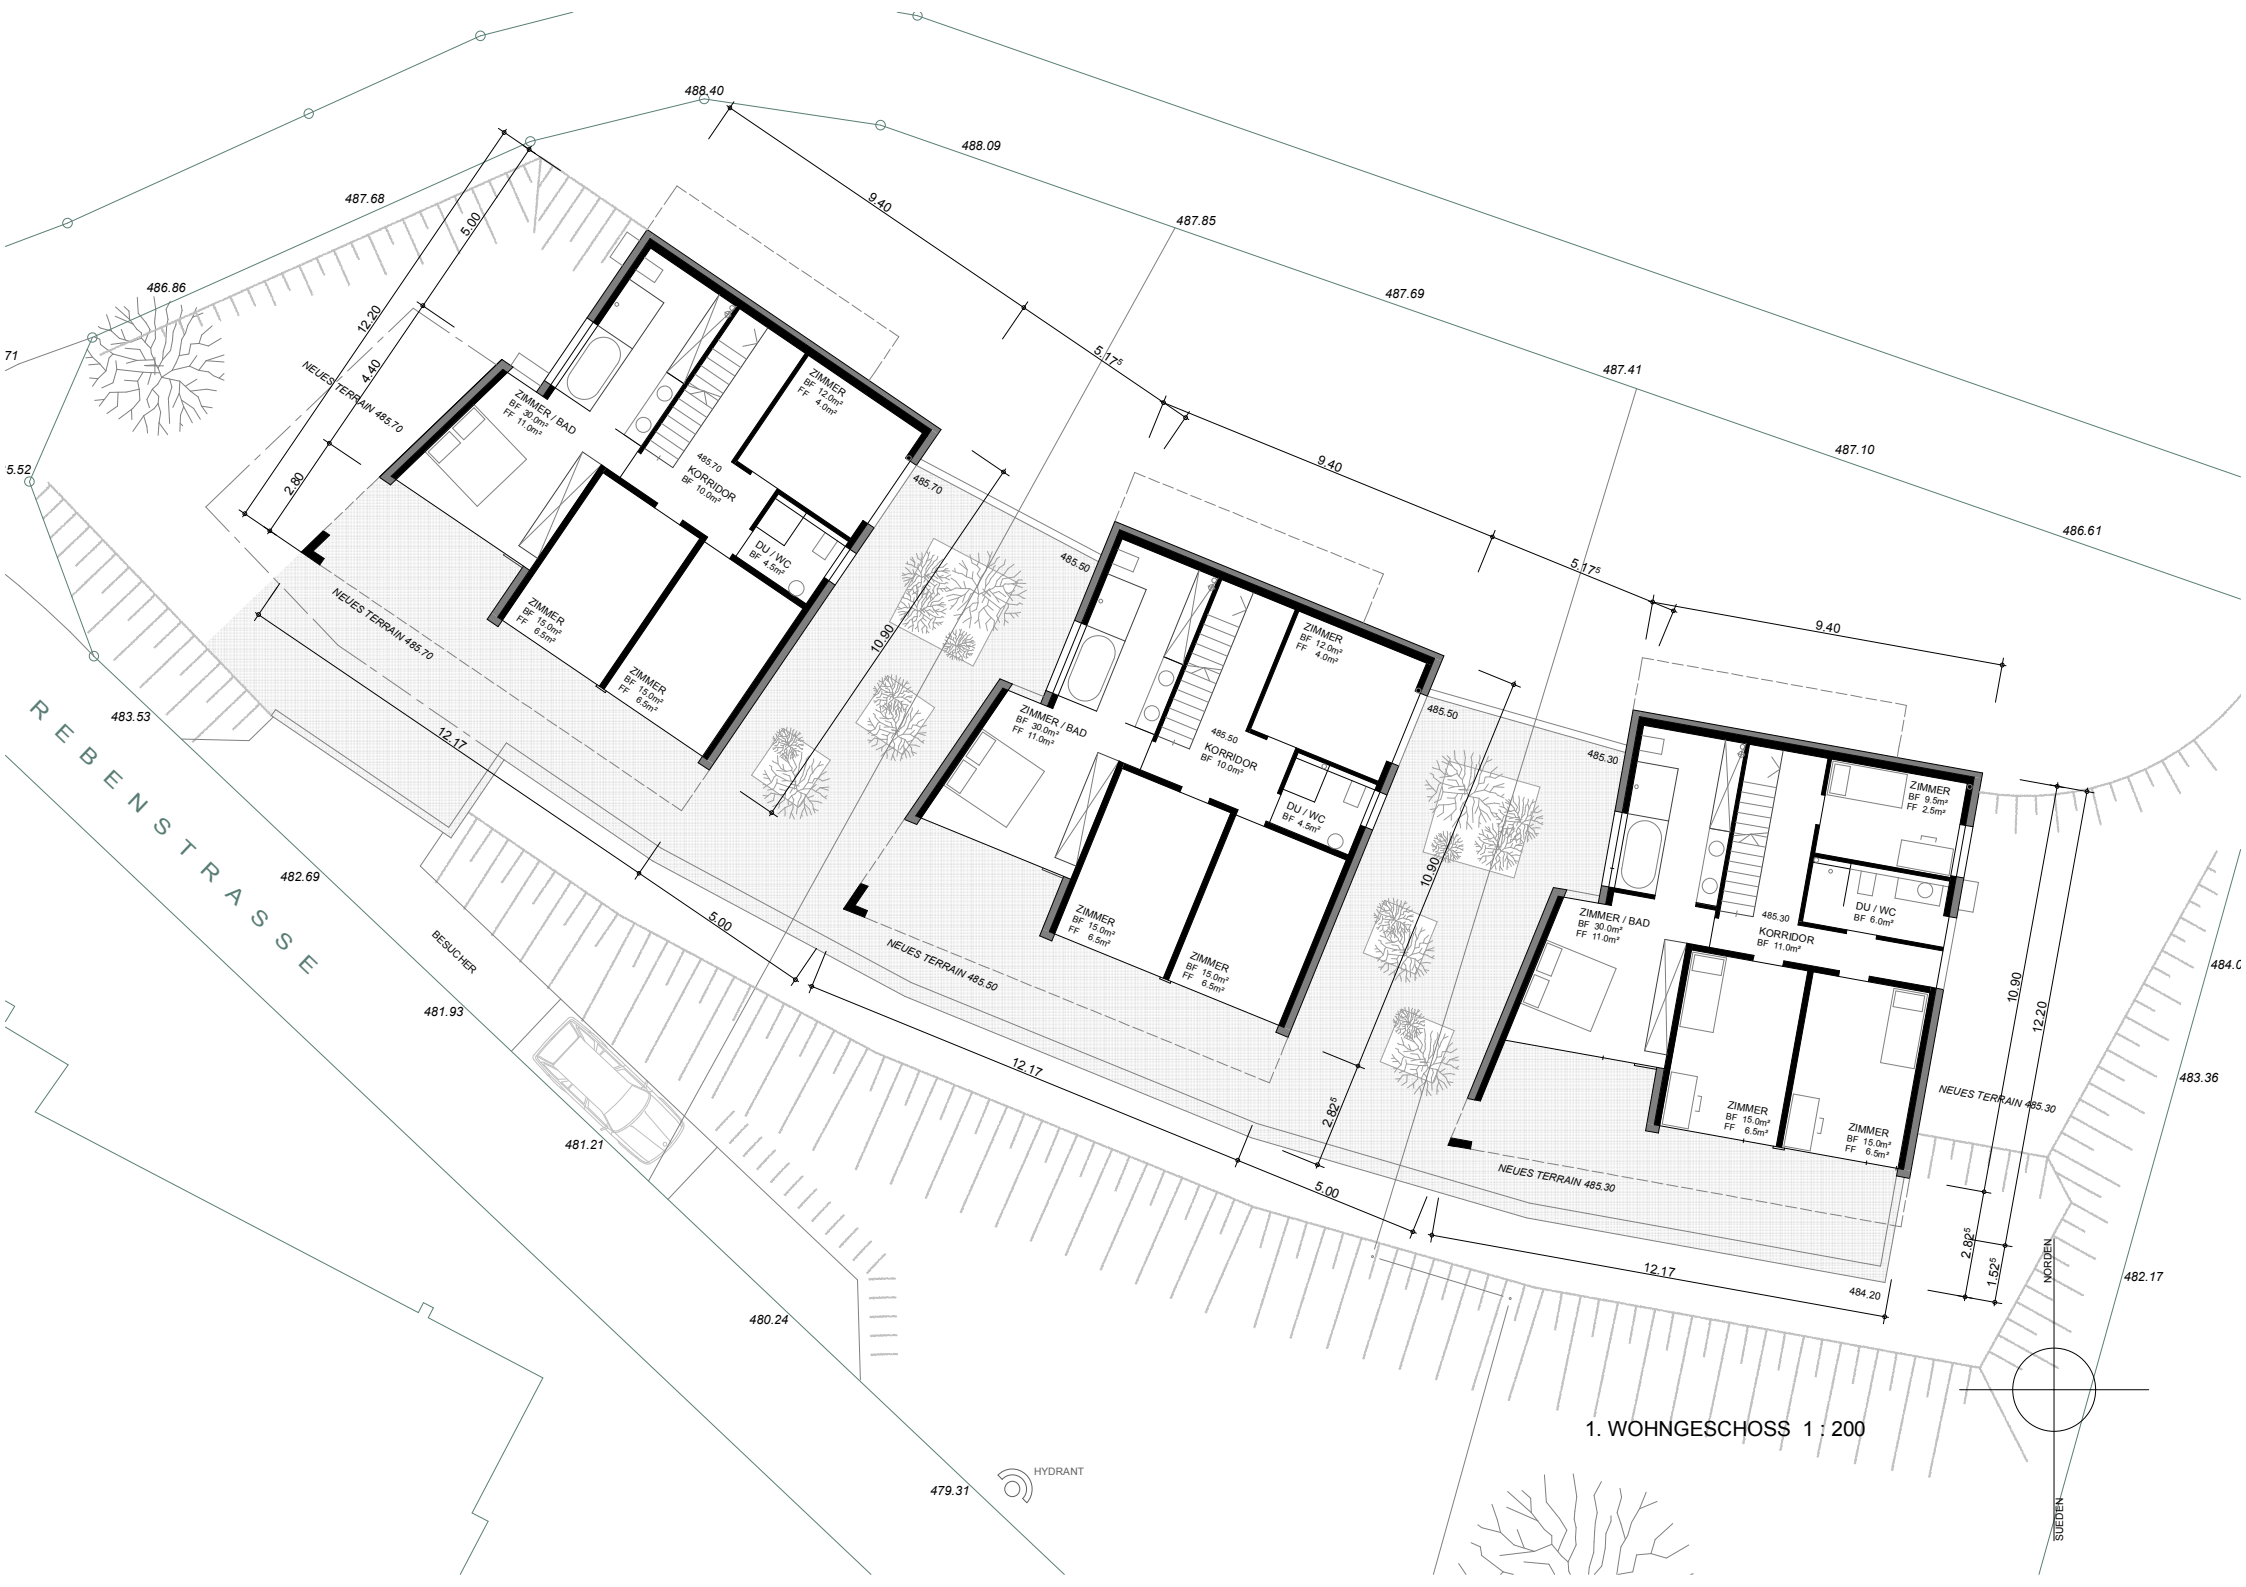 488.40
488.09
487.68
487.85
486.86
487.69
487.41
487.10
486.61
71
5.52
9.40
5.17⁵
9.40
5.17⁵
9.40
5.00
12.20
4.40
2.80
NEUES TERRAIN 485.70
ZIMMER / BAD
BF 30.0m²
FF 11.0m²
ZIMMER
BF 12.0m²
FF 4.0m²
485.70
KORRIDOR
BF 10.0m²
DU / WC
BF 4.5m²
ZIMMER
BF 15.0m²
FF 6.5m²
ZIMMER
BF 15.0m²
FF 6.5m²
NEUES TERRAIN 485.70
485.70
485.50
10.90
12.17
5.00
ZIMMER / BAD
BF 30.0m²
FF 11.0m²
ZIMMER
BF 12.0m²
FF 4.0m²
485.50
KORRIDOR
BF 10.0m²
DU / WC
BF 4.5m²
ZIMMER
BF 15.0m²
FF 6.5m²
ZIMMER
BF 15.0m²
FF 6.5m²
NEUES TERRAIN 485.50
485.50
485.30
10.90
2.82⁵
12.17
5.00
ZIMMER / BAD
BF 30.0m²
FF 11.0m²
ZIMMER
BF 9.5m²
FF 2.5m²
DU / WC
BF 6.0m²
485.30
KORRIDOR
BF 11.0m²
ZIMMER
BF 15.0m²
FF 6.5m²
ZIMMER
BF 15.0m²
FF 6.5m²
NEUES TERRAIN 485.30
NEUES TERRAIN 485.30
10.90
12.20
2.82⁵
1.52⁵
12.17
484.20
484.0
483.36
482.17
REBENSTRASSE
483.53
482.69
BESUCHER
481.93
481.21
480.24
479.31
HYDRANT
1. WOHNGESCHOSS 1 : 200
NORDEN
SUEDEN